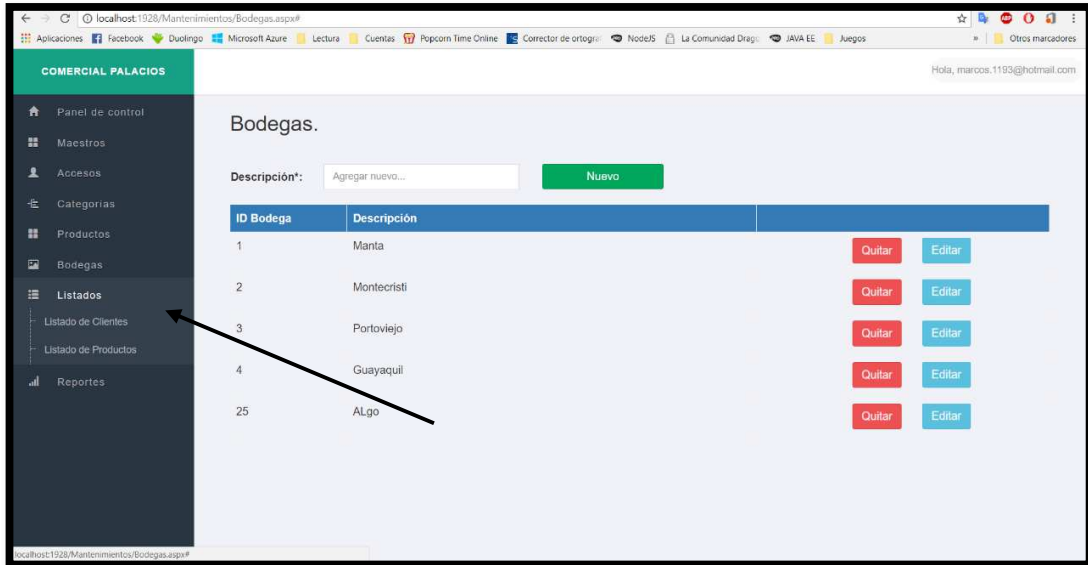 localhost:1928/Mantenimientos/Bodegas.aspx#
Aplicaciones Facebook Duolingo Microsoft Azure Lectura Cuentas Popcorn Time Online Corrector de ortogra NodeJS La Comunidad Drag JAVA EE Juegos » Otros marcadores
COMERCIAL PALACIOS
Hola, marcos.1193@hotmail.com
Panel de control
Maestros
Accesos
Categorias
Productos
Bodegas
Listados
Listado de Clientes
Listado de Productos
Reportes
Bodegas.
Descripción*: Agregar nuevo... Nuevo
ID Bodega Descripción
1 Manta Quitar Editar
2 Montecristi Quitar Editar
3 Portoviejo Quitar Editar
4 Guayaquil Quitar Editar
25 ALgo Quitar Editar
localhost:1928/Mantenimientos/Bodegas.aspx#